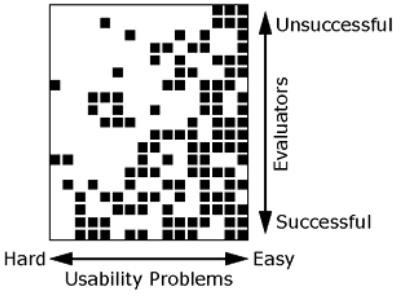 Unsuccessful
Evaluators
Successful
Hard
Easy
Usability Problems